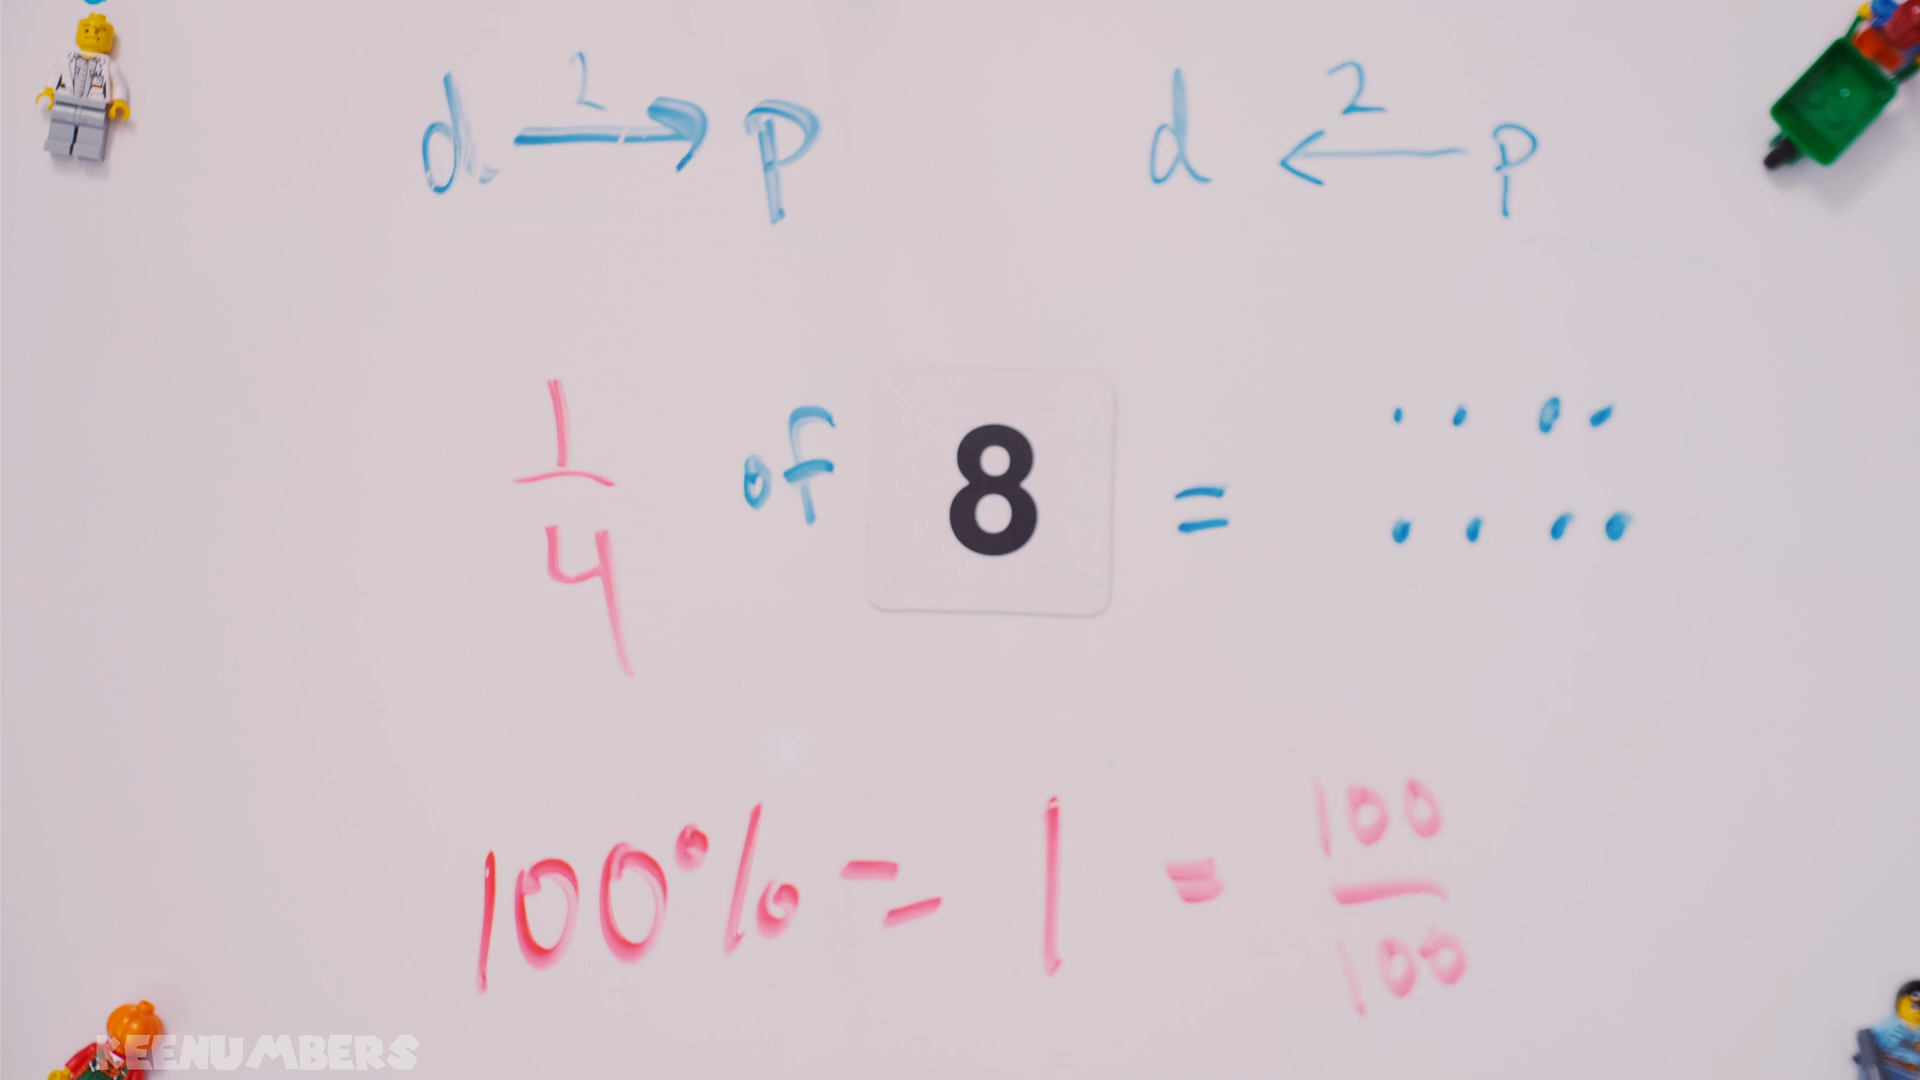 d 2→ p d ←2 p
1/4 of 8 = . . . . . . . .
100% = 1 = 100/100
KEENUMBERS